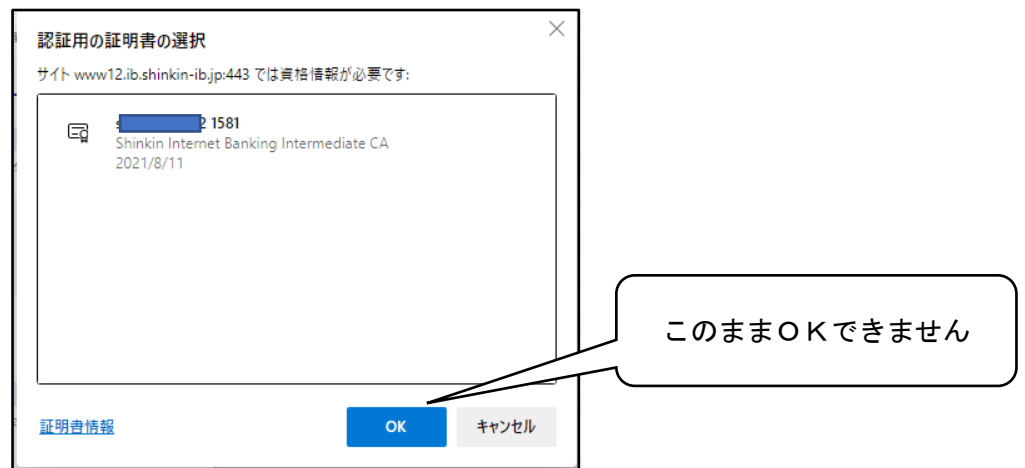 認証用の証明書の選択
サイト www12.ib.shinkin-ib.jp:443 では資格情報が必要です:
2 1581
Shinkin Internet Banking Intermediate CA
2021/8/11
このままOKできません
証明書情報
OK
キャンセル